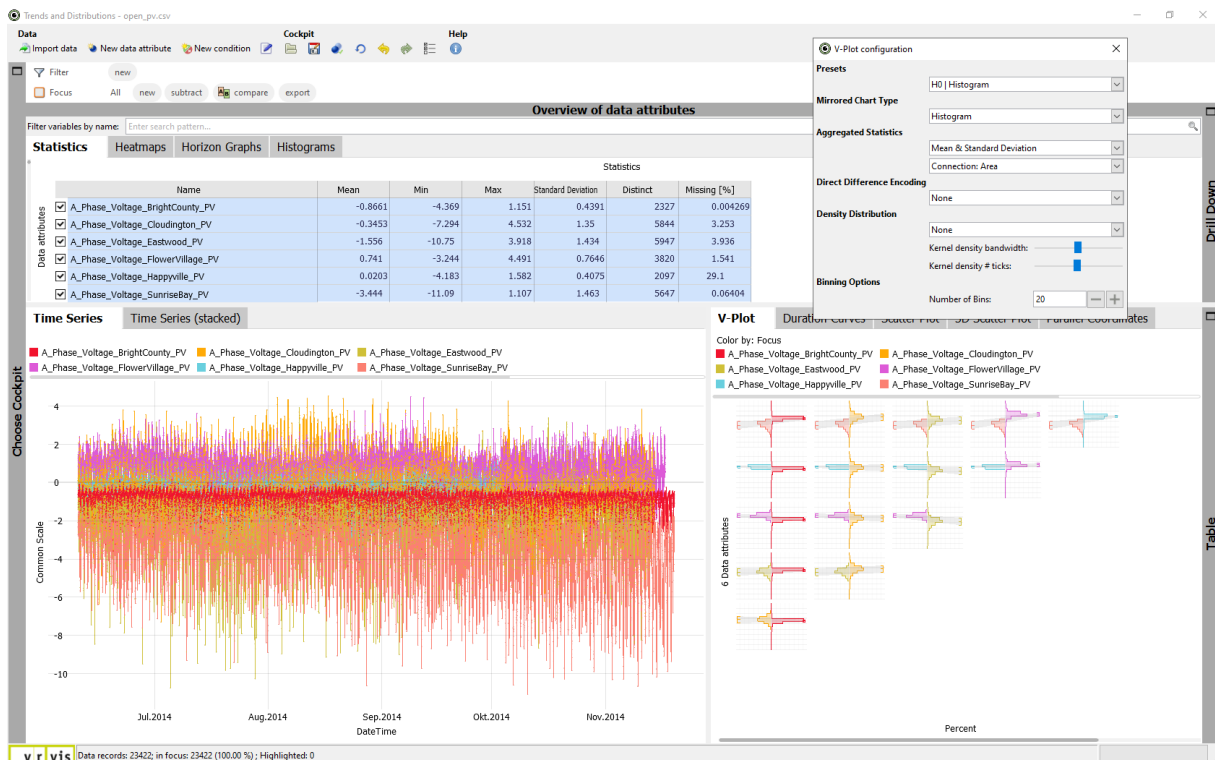 Trends and Distributions - open_pv.csv
Data Cockpit Help
Import data New data attribute New condition
Filter new
Focus All new subtract compare export
Overview of data attributes
Filter variables by name: Enter search pattern...
Statistics Heatmaps Horizon Graphs Histograms
Statistics
Name Mean Min Max Standard Deviation Distinct Missing [%]
A_Phase_Voltage_BrightCounty_PV -0.8661 -4.369 1.151 0.4391 2327 0.004269
A_Phase_Voltage_Cloudington_PV -0.3453 -7.294 4.532 1.35 5844 3.253
A_Phase_Voltage_Eastwood_PV -1.556 -10.75 3.918 1.434 5947 3.936
A_Phase_Voltage_FlowerVillage_PV 0.741 -3.244 4.491 0.7646 3820 1.541
A_Phase_Voltage_Happyville_PV 0.0203 -4.183 1.582 0.4075 2097 29.1
A_Phase_Voltage_SunriseBay_PV -3.444 -11.09 1.107 1.463 5647 0.06404
Data attributes
V-Plot configuration
Presets
H0 | Histogram
Mirrored Chart Type
Histogram
Aggregated Statistics
Mean & Standard Deviation
Connection: Area
Direct Difference Encoding
None
Density Distribution
None
Kernel density bandwidth:
Kernel density # ticks:
Binning Options
Number of Bins: 20
Drill Down
Choose Cockpit
Time Series Time Series (stacked)
A_Phase_Voltage_BrightCounty_PV A_Phase_Voltage_Cloudington_PV A_Phase_Voltage_Eastwood_PV
A_Phase_Voltage_FlowerVillage_PV A_Phase_Voltage_Happyville_PV A_Phase_Voltage_SunriseBay_PV
Common Scale
4
2
0
-2
-4
-6
-8
-10
Jul.2014 Aug.2014 Sep.2014 Okt.2014 Nov.2014
DateTime
V-Plot Duration Curves Scatter Plot 3D Scatter Plot Parallel Coordinates
Color by: Focus
A_Phase_Voltage_BrightCounty_PV A_Phase_Voltage_Cloudington_PV
A_Phase_Voltage_Eastwood_PV A_Phase_Voltage_FlowerVillage_PV
A_Phase_Voltage_Happyville_PV A_Phase_Voltage_SunriseBay_PV
6 Data attributes
Percent
Table
vrvis Data records: 23422; in focus: 23422 (100.00 %) ; Highlighted: 0